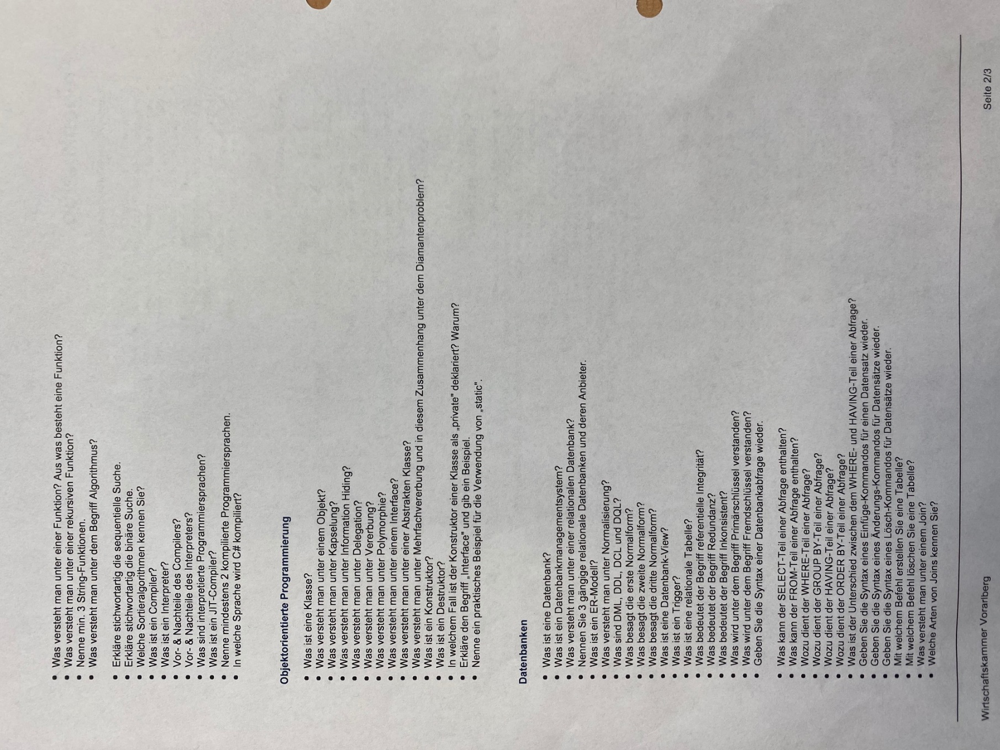 • Was versteht man unter einer Funktion? Aus was besteht eine Funktion?
• Was versteht man unter einer rekursiven Funktion?
• Nenne min. 3 String-Funktionen.
• Was versteht man unter dem Begriff Algorithmus?
• Erkläre stichwortartig die sequentielle Suche.
• Erkläre stichwortartig die binäre Suche.
• Welche Sortieralgorithmen kennen Sie?
• Was ist ein Compiler?
• Was ist ein Interpreter?
• Vor- & Nachteile des Compilers?
• Vor- & Nachteile des Interpreters?
• Was sind interpretierte Programmiersprachen?
• Was ist ein JIT-Compiler?
• Nenne mindestens 2 kompilierte Programmiersprachen.
• In welche Sprache wird C# kompiliert?
Objektorientierte Programmierung
• Was ist eine Klasse?
• Was versteht man unter einem Objekt?
• Was versteht man unter Kapselung?
• Was versteht man unter Information Hiding?
• Was versteht man unter Delegation?
• Was versteht man unter Vererbung?
• Was versteht man unter Polymorphie?
• Was versteht man unter einem Interface?
• Was versteht man unter einer Abstrakten Klasse?
• Was versteht man unter Mehrfachvererbung und in diesem Zusammenhang unter dem Diamantenproblem?
• Was ist ein Konstruktor?
• Was ist ein Destruktor?
• In welchem Fall ist der Konstruktor einer Klasse als „private" deklariert? Warum?
• Erkläre den Begriff „Interface" und gib ein Beispiel.
• Nenne ein praktisches Beispiel für die Verwendung von „static".
Datenbanken
• Was ist eine Datenbank?
• Was ist ein Datenbankmanagementsystem?
• Was versteht man unter einer relationalen Datenbank?
• Nennen Sie 3 gängige relationale Datenbanken und deren Anbieter.
• Was ist ein ER-Modell?
• Was versteht man unter Normalisierung?
• Was sind DML, DDL, DCL und DQL?
• Was besagt die erste Normalform?
• Was besagt die zweite Normalform?
• Was besagt die dritte Normalform?
• Was ist eine Datenbank-View?
• Was ist ein Trigger?
• Was ist eine relationale Tabelle?
• Was bedeutet der Begriff referentielle Integrität?
• Was bedeutet der Begriff Redundanz?
• Was bedeutet der Begriff Inkonsistent?
• Was wird unter dem Begriff Primärschlüssel verstanden?
• Was wird unter dem Begriff Fremdschlüssel verstanden?
• Geben Sie die Syntax einer Datenbankabfrage wieder.
• Was kann der SELECT-Teil einer Abfrage enthalten?
• Was kann der FROM-Teil einer Abfrage enthalten?
• Wozu dient der WHERE-Teil einer Abfrage?
• Wozu dient der GROUP BY-Teil einer Abfrage?
• Wozu dient der HAVING-Teil einer Abfrage?
• Wozu dient der ORDER BY-Teil einer Abfrage?
• Was ist der Unterschied zwischen dem WHERE- und HAVING-Teil einer Abfrage?
• Geben Sie die Syntax eines Einfüge-Kommandos für einen Datensatz wieder.
• Geben Sie die Syntax eines Änderungs-Kommandos für Datensätze wieder.
• Geben Sie die Syntax eines Lösch-Kommandos für Datensätze wieder.
• Mit welchem Befehl erstellen Sie eine Tabelle?
• Mit welchem Befehl löschen Sie eine Tabelle?
• Was versteht man unter einem Join?
• Welche Arten von Joins kennen Sie?
Wirtschaftskammer Vorarlberg Seite 2/3